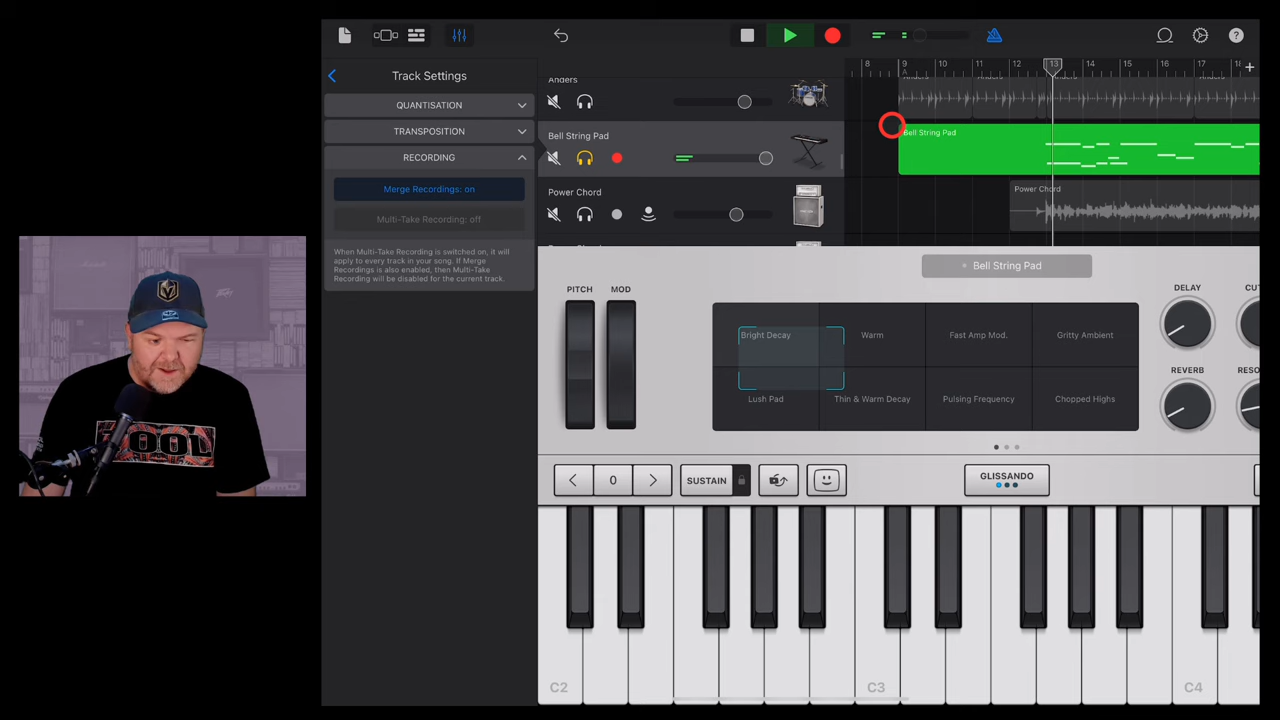 Track Settings
QUANTISATION
TRANSPOSITION
RECORDING
Merge Recordings: on
Multi-Take Recording: off
When Multi-Take Recording is switched on, it will
apply to every track in your song. If Merge
Recordings is also enabled, then Multi-Take
Recording will be disabled for the current track.
8 9 10 11 12 13 14 15 16 17 18
A
Anders
Anders
Anders
Anders
Bell String Pad
Bell String Pad
Power Chord
Power Chord
Bell String Pad
PITCH MOD
DELAY
Bright Decay Warm Fast Amp Mod. Gritty Ambient
REVERB
Lush Pad Thin & Warm Decay Pulsing Frequency Chopped Highs
0
SUSTAIN
GLISSANDO
C2 C3 C4
TOOL